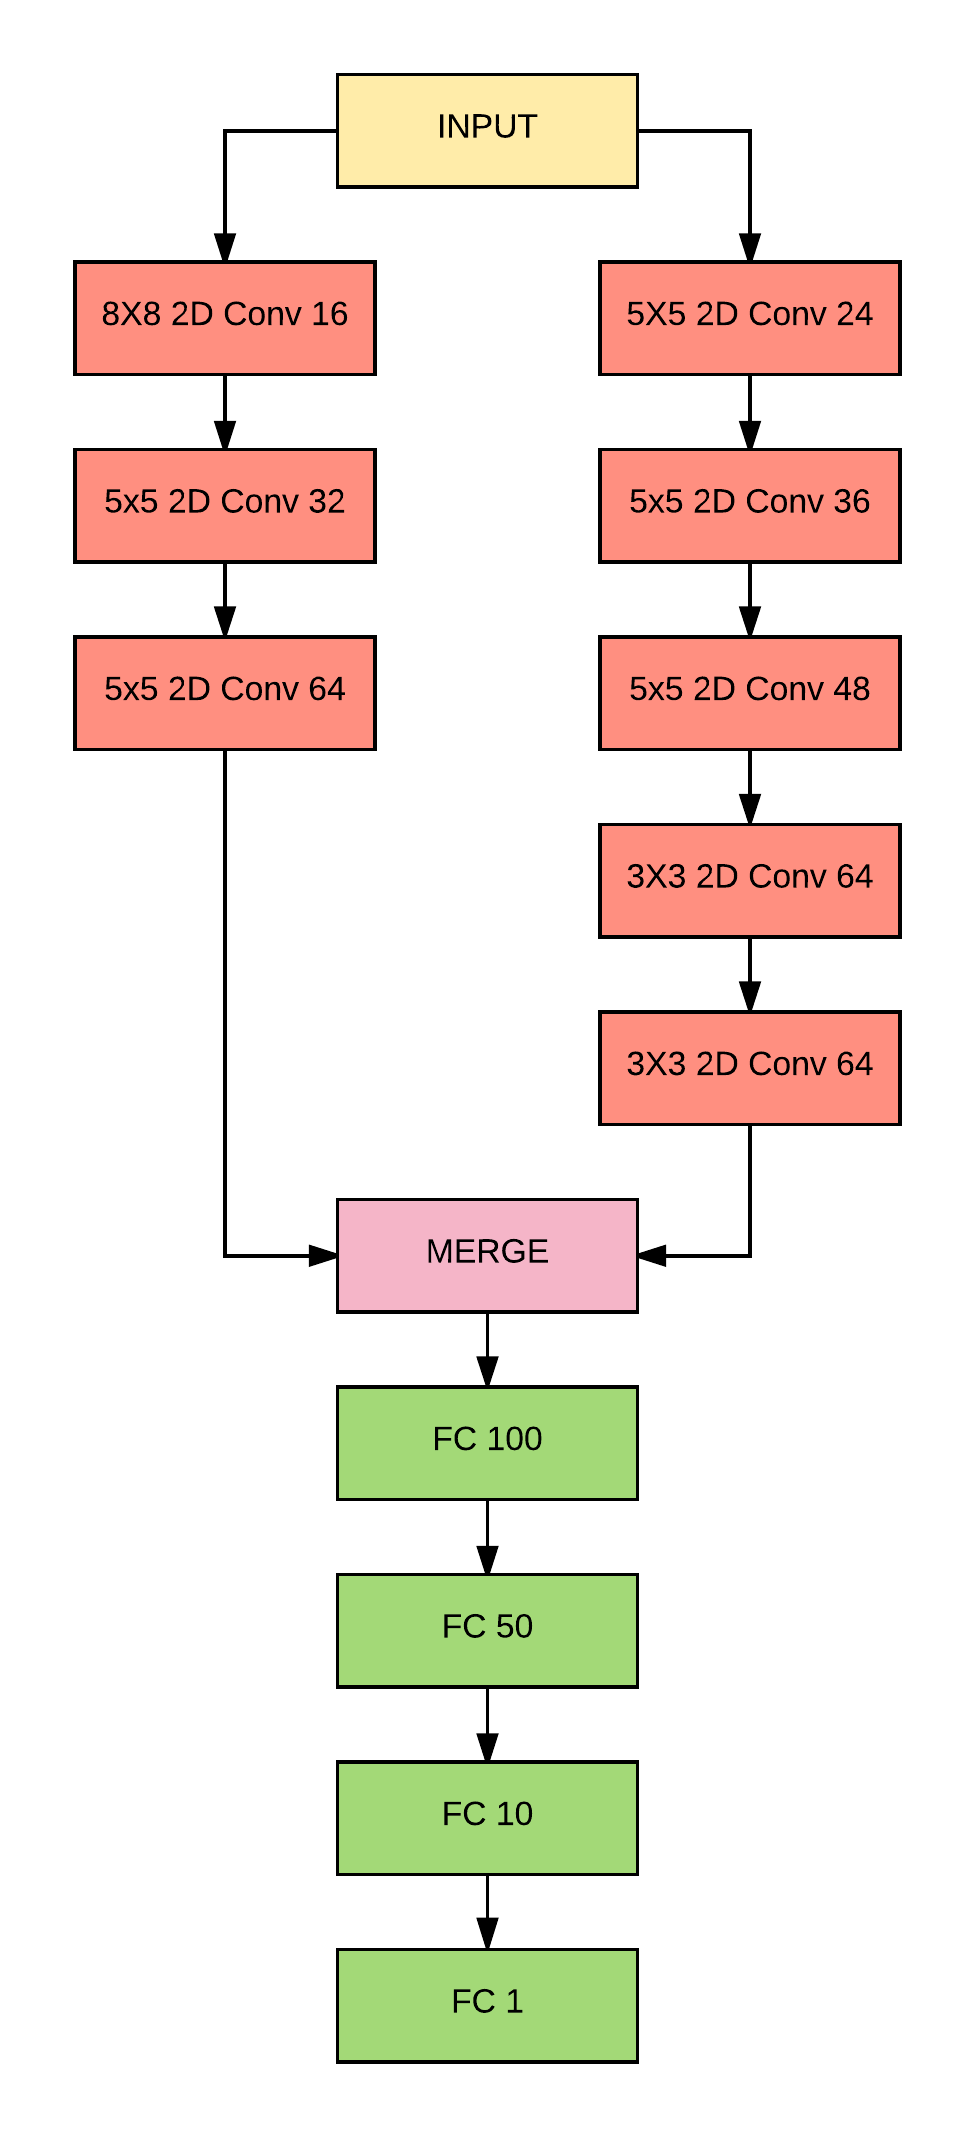 INPUT
8X8 2D Conv 16
5X5 2D Conv 24
5x5 2D Conv 32
5x5 2D Conv 36
5x5 2D Conv 64
5x5 2D Conv 48
3X3 2D Conv 64
3X3 2D Conv 64
MERGE
FC 100
FC 50
FC 10
FC 1